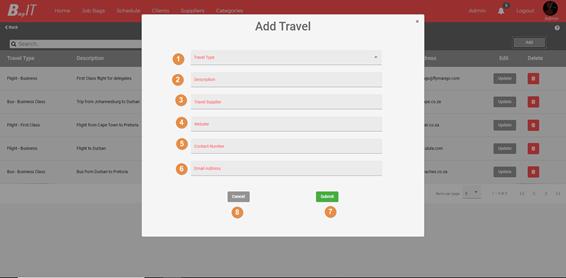 BagIT Home Job Bags Schedule Clients Suppliers Categories Admin 5 Logout
Admin
Back
Search..
Add
Travel Type Description Address Edit Delete
Flight - Business First Class flight for delegates @flymango.com Update
Bus - Business Class Trip from Johannesburg to Durban Update
Flight - First Class Flight from Cape Town to Pretoria Update
Flight - Business Flight to Durban Update
Bus - Business Class Bus from Durban to Pretoria Update
Items per page 5 1 - 5 of 5
Add Travel
×
1 Travel Type
2 Description
3 Travel Supplier
4 Website
5 Contact Number
6 Email Address
Cancel Submit
8 7